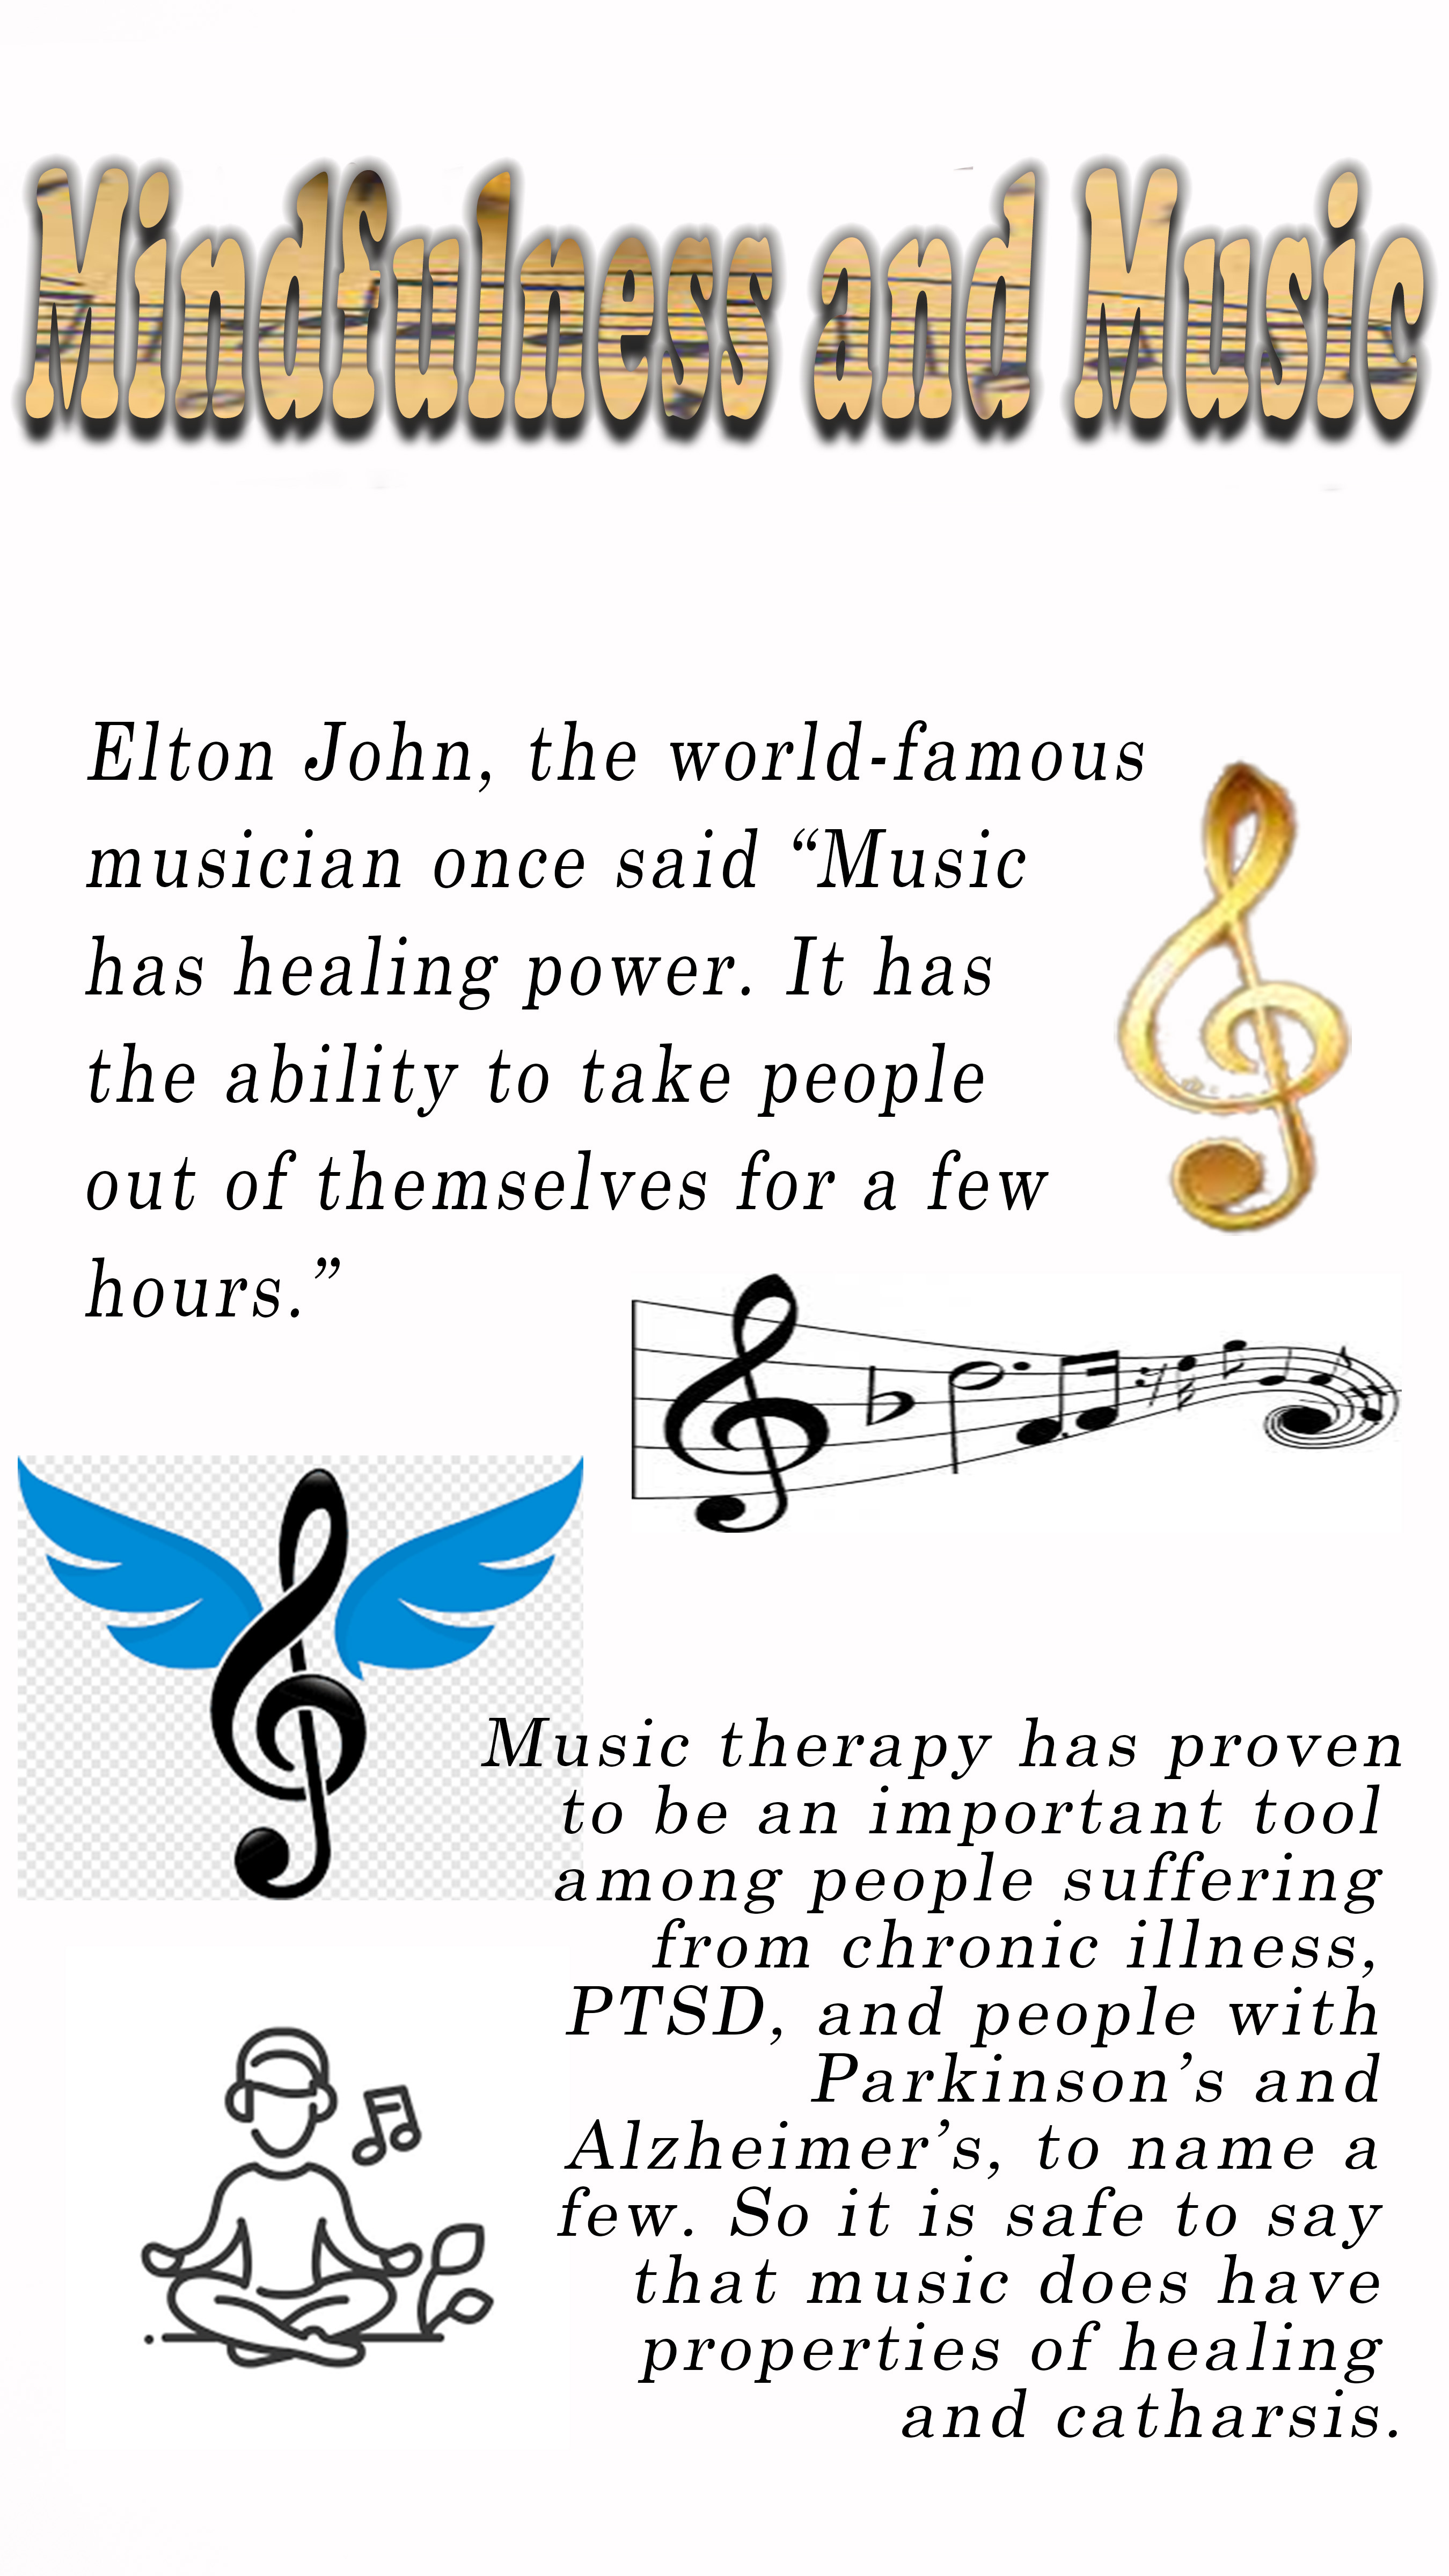 Mindfulness and Music
Elton John, the world-famous
musician once said “Music
has healing power. It has
the ability to take people
out of themselves for a few
hours.”
Music therapy has proven
to be an important tool
among people suffering
from chronic illness,
PTSD, and people with
Parkinson’s and
Alzheimer’s, to name a
few. So it is safe to say
that music does have
properties of healing
and catharsis.